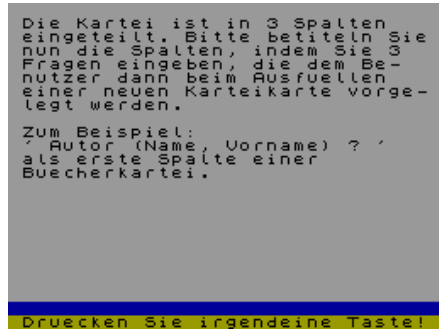 Die Kartei ist in 3 Spalten
eingeteilt. Bitte betiteln Sie
nun die Spalten, indem Sie 3
Fragen eingeben, die dem Be-
nutzer dann beim Ausfuellen
einer neuen Karteikarte vorge-
legt werden.
Zum Beispiel:
' Autor (Name, Vorname) ? '
als erste Spalte einer
Buecherkartei.
Druecken Sie irgendeine Taste!